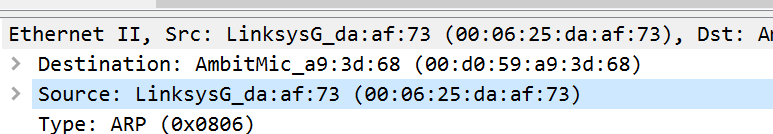 Ethernet II, Src: LinksysG_da:af:73 (00:06:25:da:af:73), Dst: A
Destination: AmbitMic_a9:3d:68 (00:d0:59:a9:3d:68)
Source: LinksysG_da:af:73 (00:06:25:da:af:73)
Type: ARP (0x0806)